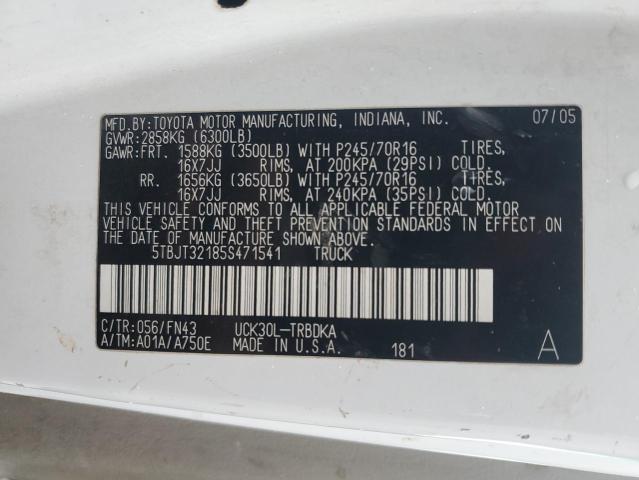 MFD.BY:TOYOTA MOTOR MANUFACTURING, INDIANA, INC. 07/05
GVWR:2858KG (6300LB)
GAWR:FRT. 1588KG (3500LB) WITH P245/70R16 TIRES,
16X7JJ RIMS, AT 200KPA (29PSI) COLD.
RR. 1656KG (3650LB) WITH P245/70R16 TIRES,
16X7JJ RIMS, AT 240KPA (35PSI) COLD.
THIS VEHICLE CONFORMS TO ALL APPLICABLE FEDERAL MOTOR
VEHICLE SAFETY AND THEFT PREVENTION STANDARDS IN EFFECT ON
THE DATE OF MANUFACTURE SHOWN ABOVE.
5TBJT32185S471541 TRUCK
C/TR:056/FN43 UCK30L-TRBDKA
A/TM:A01A/A750E MADE IN U.S.A. 181 A